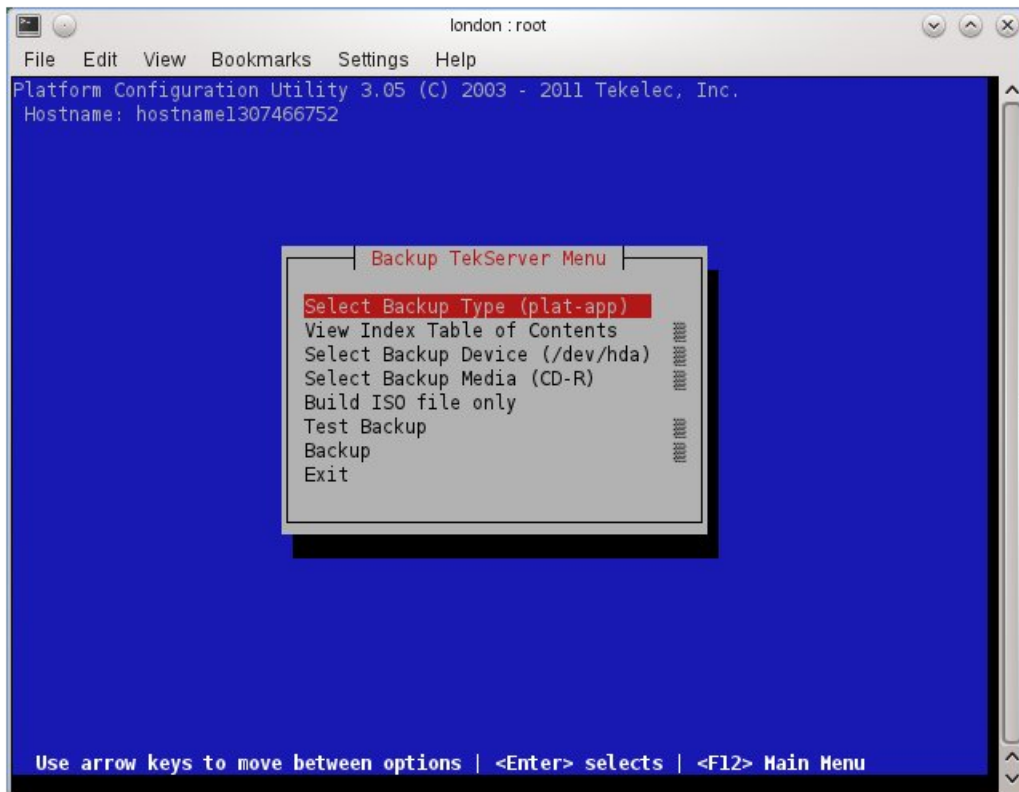 london : root
File Edit View Bookmarks Settings Help
Platform Configuration Utility 3.05 (C) 2003 - 2011 Tekelec, Inc.
Hostname: hostname1307466752
Backup TekServer Menu
Select Backup Type (plat-app)
View Index Table of Contents
Select Backup Device (/dev/hda)
Select Backup Media (CD-R)
Build ISO file only
Test Backup
Backup
Exit
Use arrow keys to move between options | <Enter> selects | <F12> Main Menu